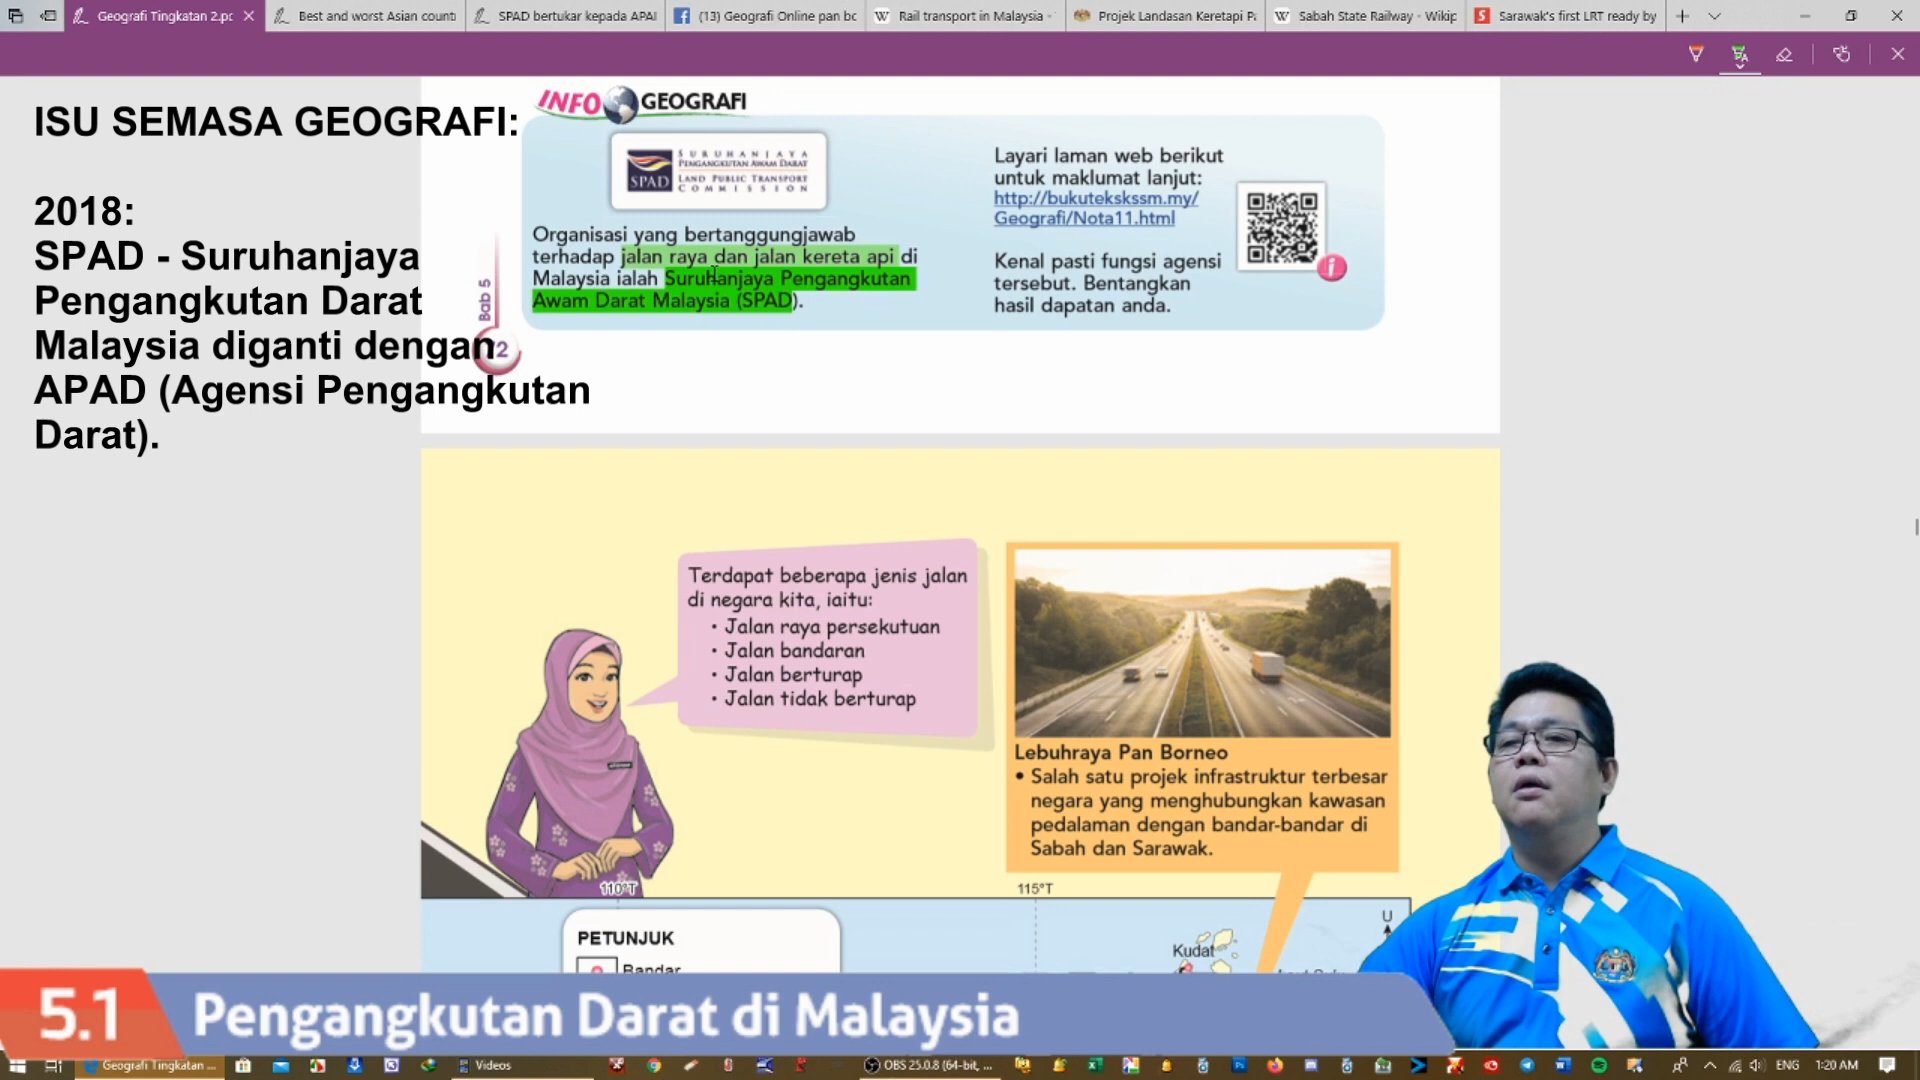 Geografi Tingkatan 2.pc
Best and worst Asian count
SPAD bertukar kepada APAI
(13) Geografi Online pan bo
Rail transport in Malaysia -
Projek Landasan Keretapi P
Sabah State Railway - Wikip
Sarawak's first LRT ready by
ISU SEMASA GEOGRAFI:
2018:
SPAD - Suruhanjaya
Pengangkutan Darat
Malaysia diganti dengan
APAD (Agensi Pengangkutan
Darat).
INFO GEOGRAFI
SURUHANJAYA
PENGANGKUTAN AWAM DARAT
SPAD
LAND PUBLIC TRANSPORT
COMMISSION
Organisasi yang bertanggungjawab
terhadap jalan raya dan jalan kereta api di
Malaysia ialah Suruhanjaya Pengangkutan
Awam Darat Malaysia (SPAD).
Layari laman web berikut
untuk maklumat lanjut:
http://bukutekskssm.my/
Geografi/Nota11.html
Kenal pasti fungsi agensi
tersebut. Bentangkan
hasil dapatan anda.
Bab 5
Terdapat beberapa jenis jalan
di negara kita, iaitu:
• Jalan raya persekutuan
• Jalan bandaran
• Jalan berturap
• Jalan tidak berturap
Lebuhraya Pan Borneo
• Salah satu projek infrastruktur terbesar
negara yang menghubungkan kawasan
pedalaman dengan bandar-bandar di
Sabah dan Sarawak.
110°T
115°T
U
PETUNJUK
Bandar
Kudat
5.1 Pengangkutan Darat di Malaysia
Geografi Tingkatan ...
Videos
OBS 25.0.8 (64-bit, ...
ENG
1:20 AM